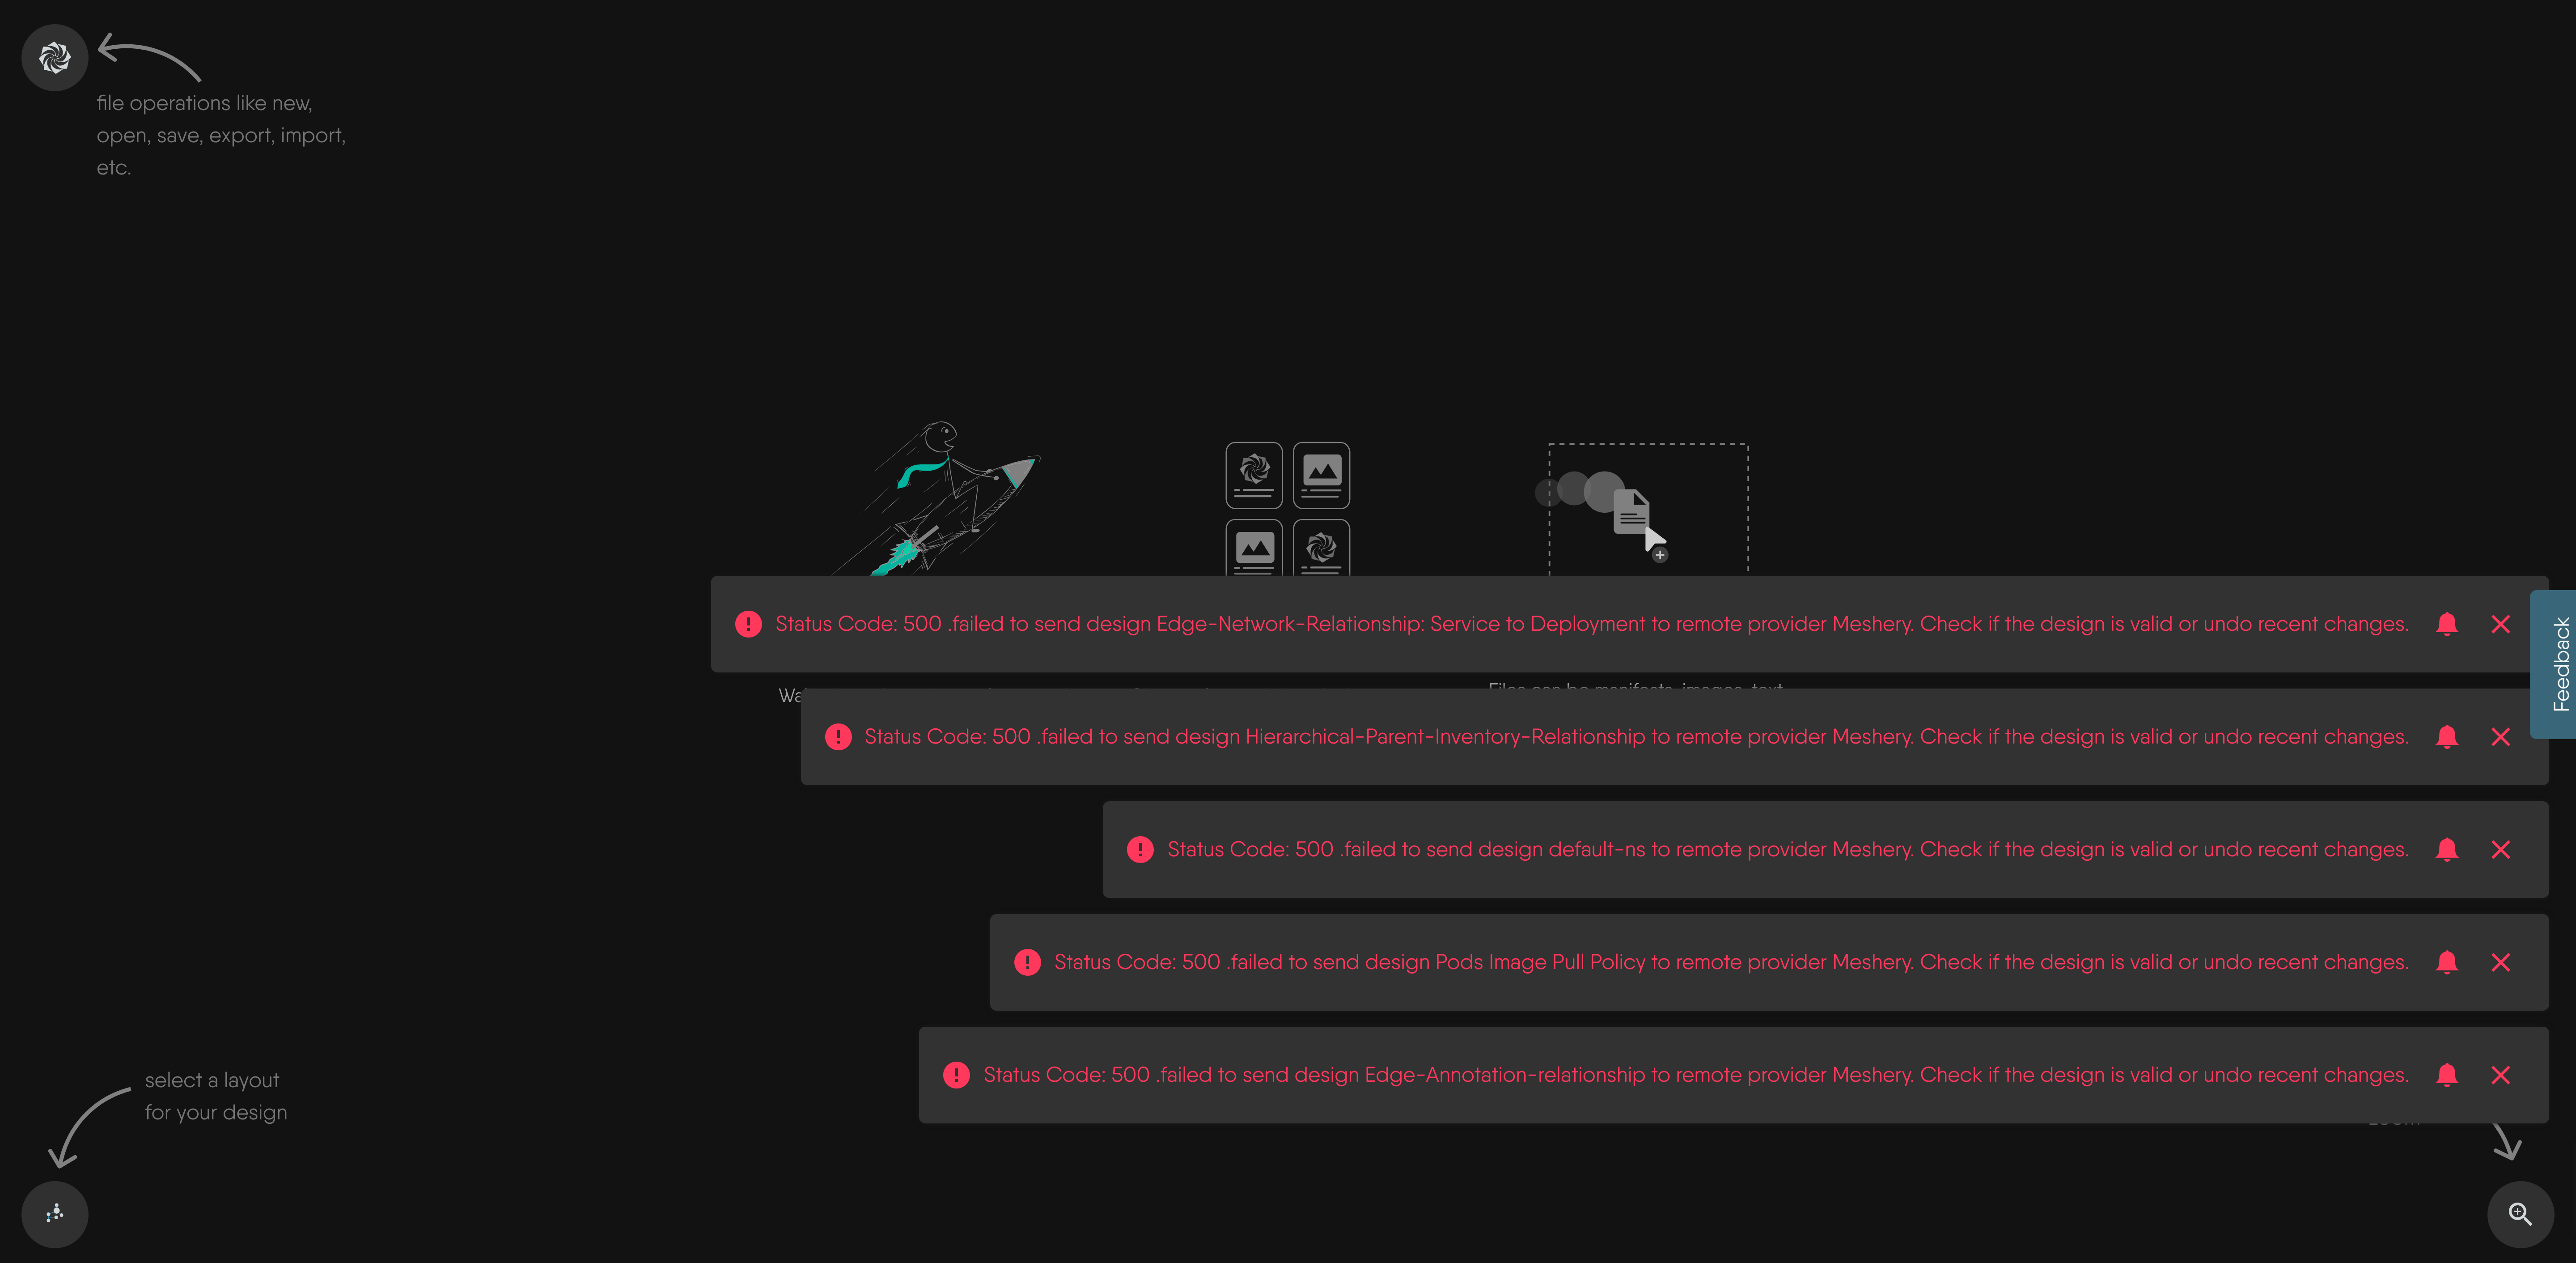 file operations like new,
open, save, export, import,
etc.
Status Code: 500 .failed to send design Edge-Network-Relationship: Service to Deployment to remote provider Meshery. Check if the design is valid or undo recent changes.
Feedback
Files can be manifests, images, text
Status Code: 500 .failed to send design Hierarchical-Parent-Inventory-Relationship to remote provider Meshery. Check if the design is valid or undo recent changes.
Status Code: 500 .failed to send design default-ns to remote provider Meshery. Check if the design is valid or undo recent changes.
Status Code: 500 .failed to send design Pods Image Pull Policy to remote provider Meshery. Check if the design is valid or undo recent changes.
Status Code: 500 .failed to send design Edge-Annotation-relationship to remote provider Meshery. Check if the design is valid or undo recent changes.
select a layout
for your design